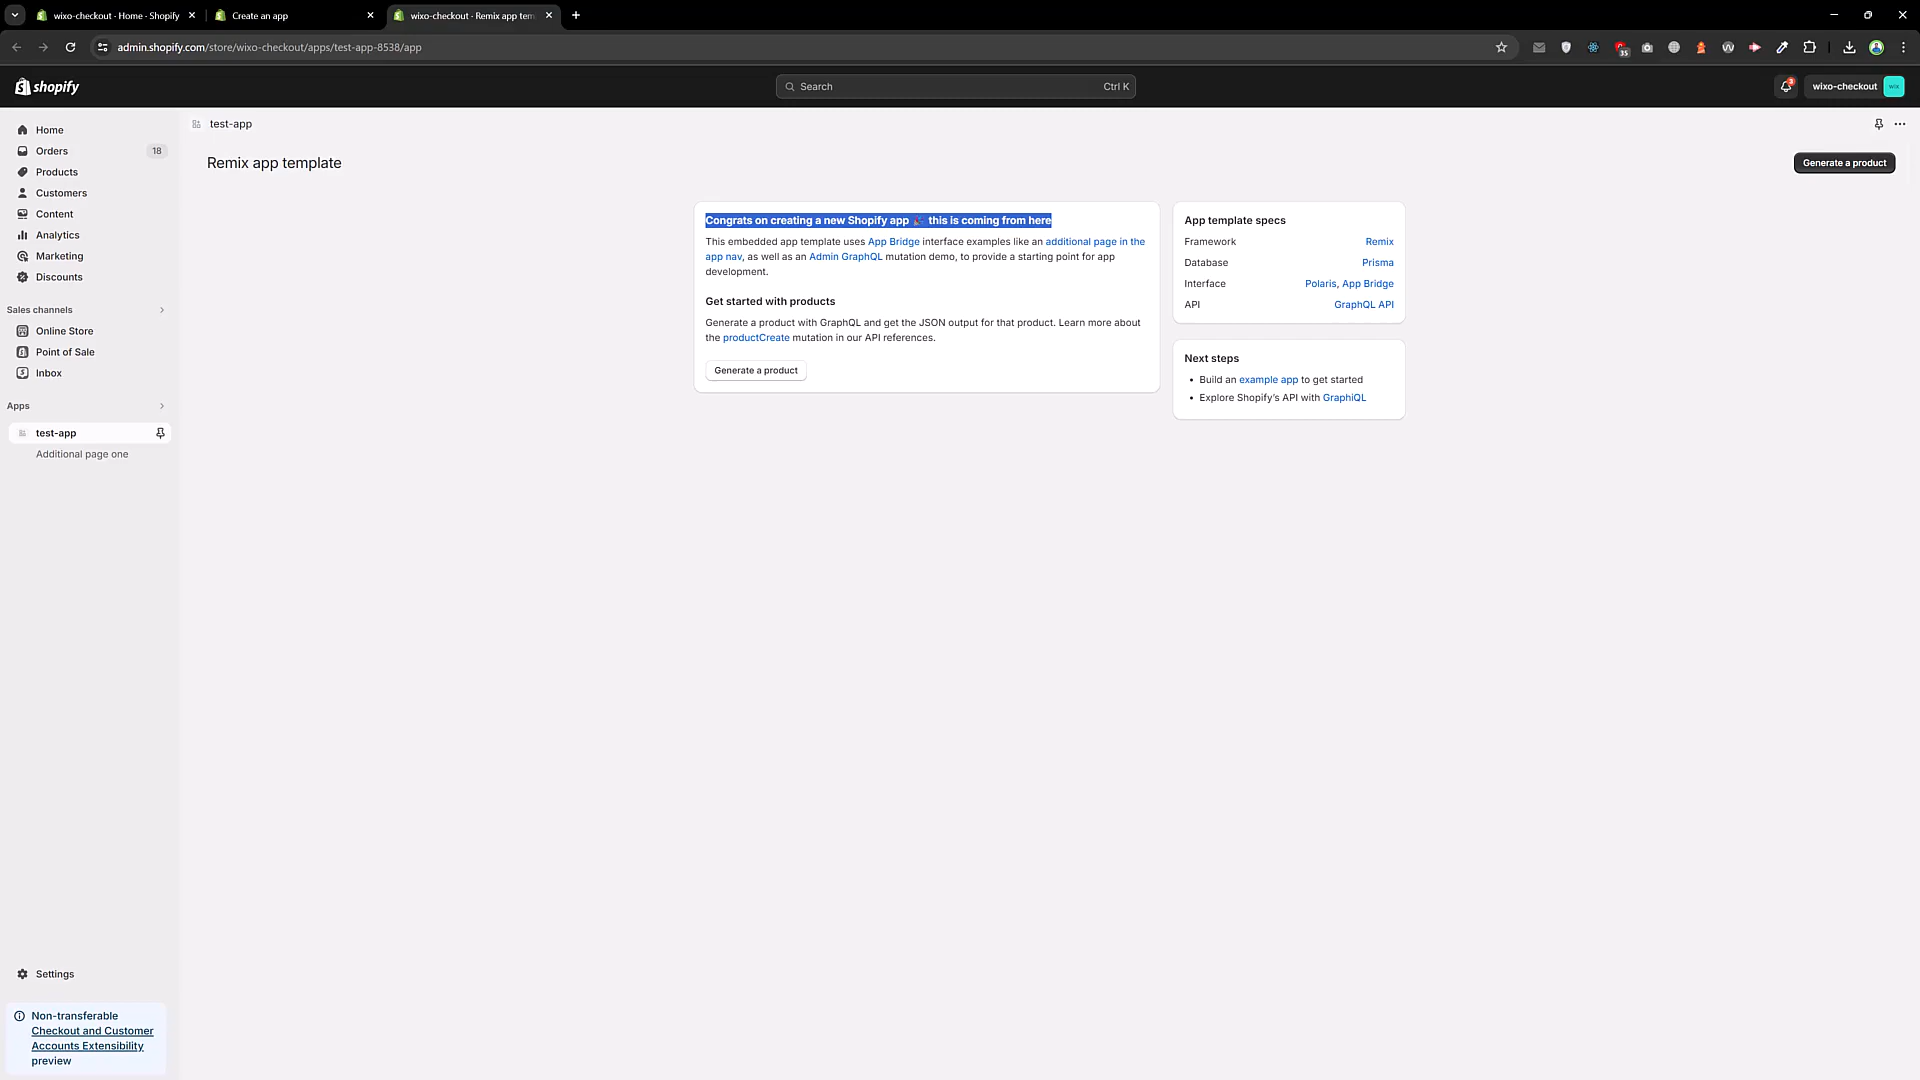 wixo-checkout · Home · Shopify
Create an app
wixo-checkout · Remix app tem
admin.shopify.com/store/wixo-checkout/apps/test-app-8538/app
35
shopify
Search
Ctrl K
3
wixo-checkout
wix
Home
Orders
18
Products
Customers
Content
Analytics
Marketing
Discounts
Sales channels
Online Store
Point of Sale
Inbox
Apps
test-app
Additional page one
Settings
Non-transferable
Checkout and Customer
Accounts Extensibility
preview
test-app
Remix app template
Generate a product
Congrats on creating a new Shopify app 🎉 this is coming from here
This embedded app template uses App Bridge interface examples like an additional page in the
app nav, as well as an Admin GraphQL mutation demo, to provide a starting point for app
development.
Get started with products
Generate a product with GraphQL and get the JSON output for that product. Learn more about
the productCreate mutation in our API references.
Generate a product
App template specs
Framework
Remix
Database
Prisma
Interface
Polaris, App Bridge
API
GraphQL API
Next steps
• Build an example app to get started
• Explore Shopify's API with GraphiQL